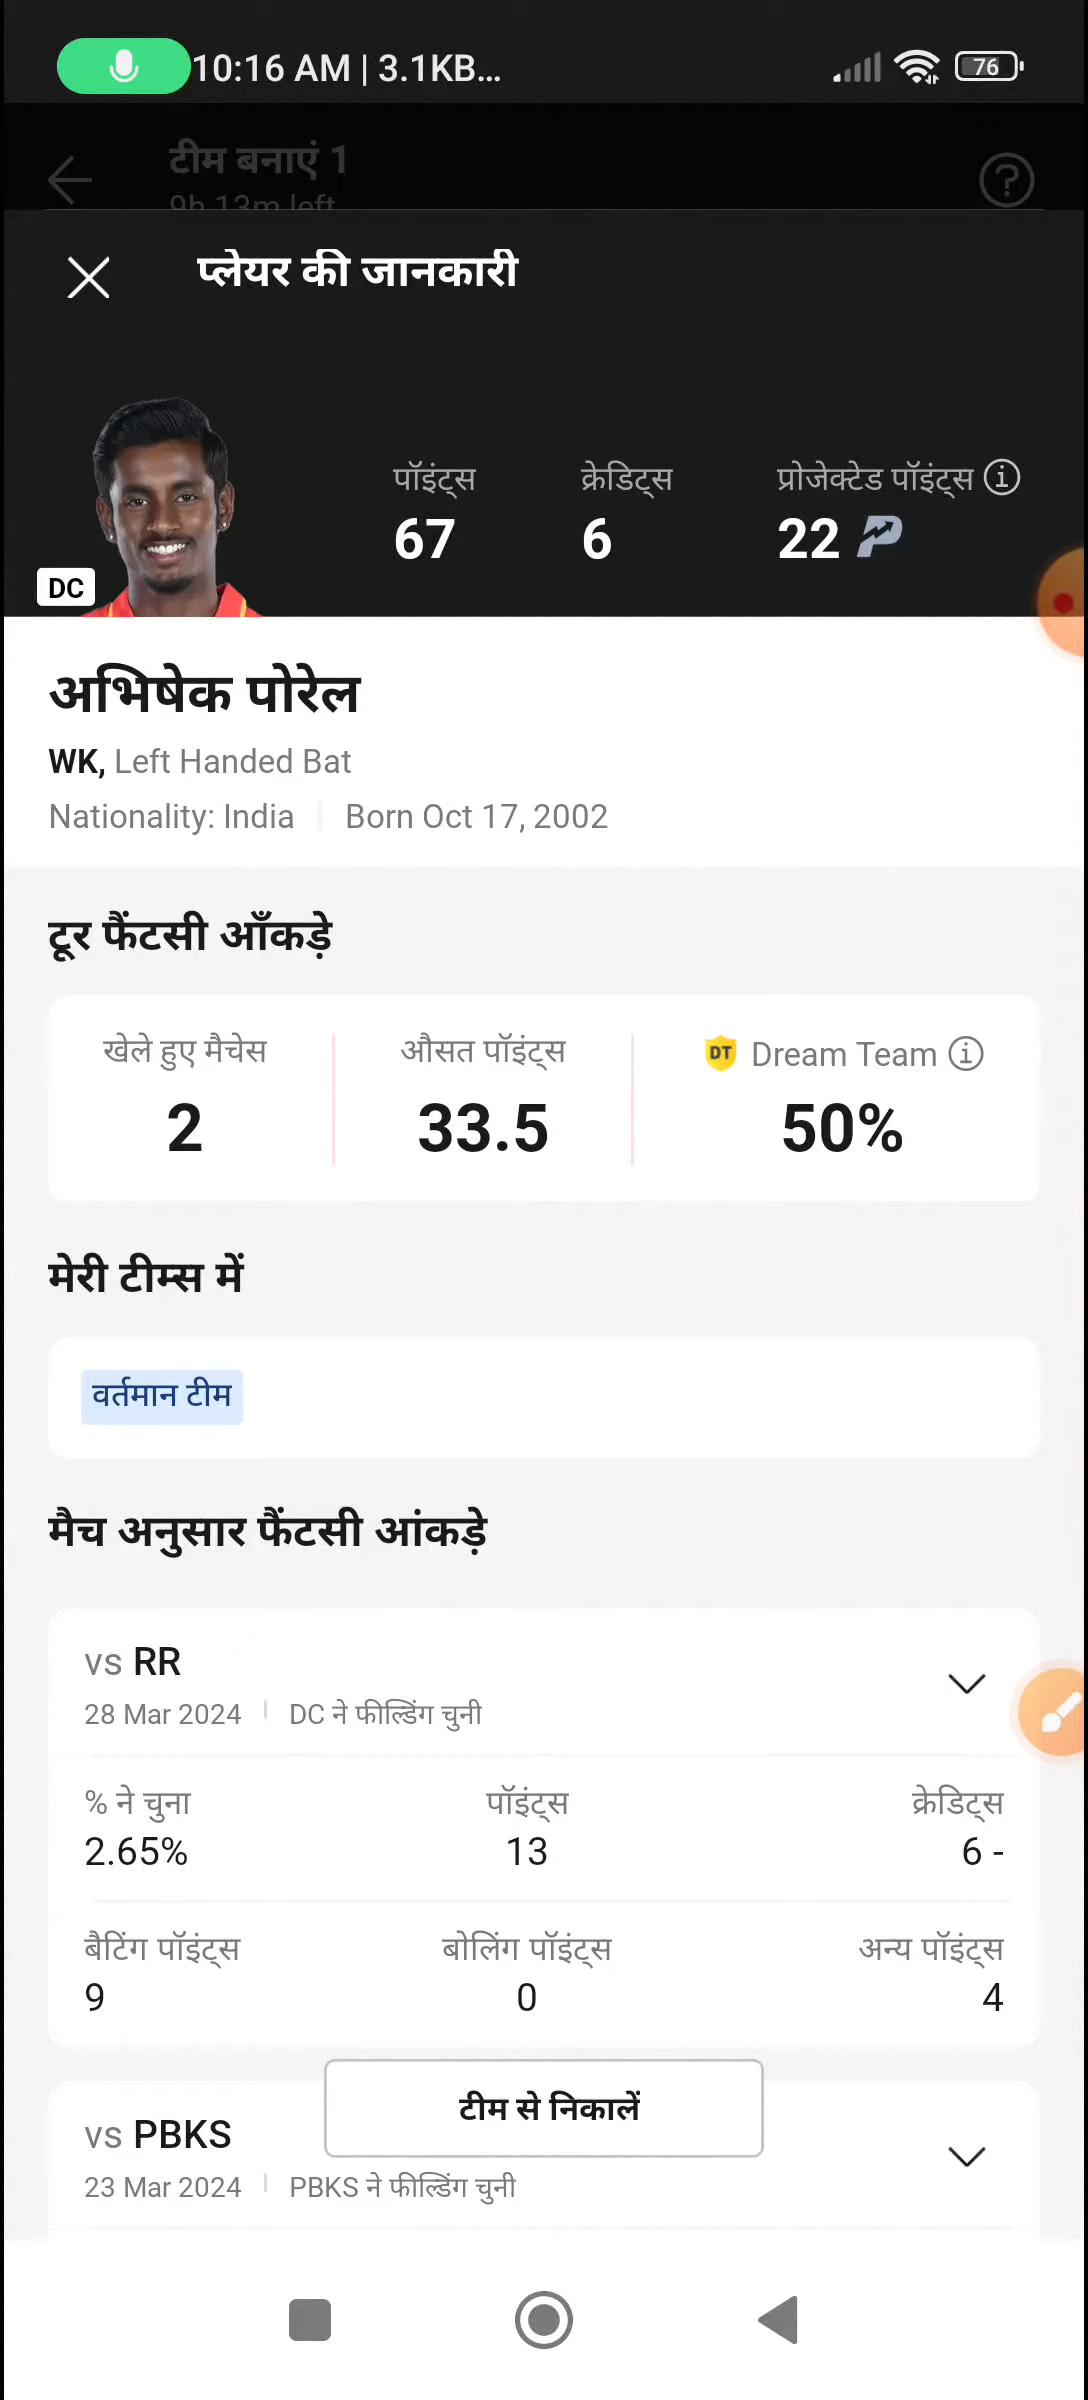 10:16 AM | 3.1KB...
76
टीम बनाएं 1
9h 13m left
प्लेयर की जानकारी
पॉइंट्स क्रेडिट्स प्रोजेक्टेड पॉइंट्स
67 6 22
DC
अभिषेक पोरेल
WK, Left Handed Bat
Nationality: India Born Oct 17, 2002
टूर फैंटसी आँकड़े
खेले हुए मैचेस औसत पॉइंट्स DT Dream Team
2 33.5 50%
मेरी टीम्स में
वर्तमान टीम
मैच अनुसार फैंटसी आंकड़े
vs RR
28 Mar 2024 DC ने फील्डिंग चुनी
% ने चुना पॉइंट्स क्रेडिट्स
2.65% 13 6 -
बैटिंग पॉइंट्स बोलिंग पॉइंट्स अन्य पॉइंट्स
9 0 4
टीम से निकालें
vs PBKS
23 Mar 2024 PBKS ने फील्डिंग चुनी